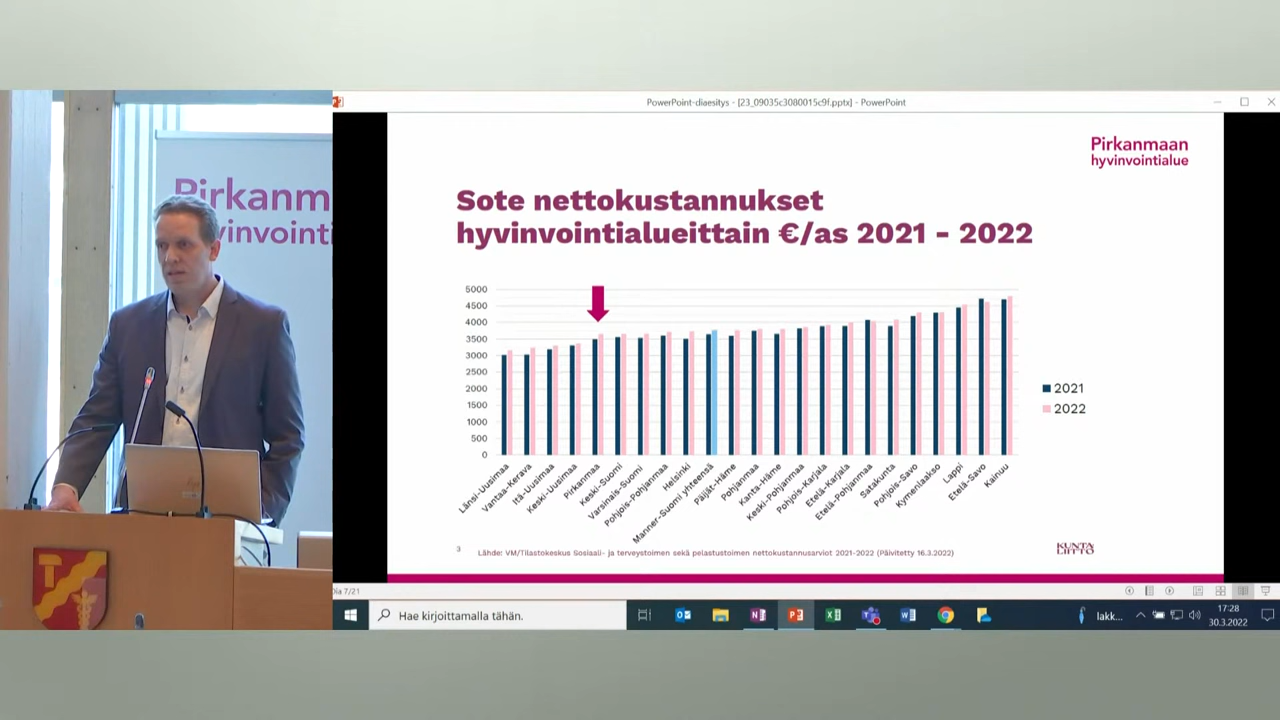 PowerPoint-diaesitys - [23_09035c3080015c9f.pptx] - PowerPoint
Pirkanm
hyvinvointi
Pirkanmaan
hyvinvointialue
Sote nettokustannukset
hyvinvointialueittain €/as 2021 - 2022
5000
4500
4000
3500
3000
2500
2000
1500
1000
500
0
2021
2022
Länsi-Uusimaa
Vantaa-Kerava
Itä-Uusimaa
Keski-Uusimaa
Pirkanmaa
Keski-Suomi
Varsinais-Suomi
Pohjois-Pohjanmaa
Helsinki
Manner-Suomi yhteensä
Päijät-Häme
Pohjanmaa
Kanta-Häme
Keski-Pohjanmaa
Pohjois-Karjala
Etelä-Karjala
Etelä-Pohjanmaa
Satakunta
Pohjois-Savo
Kymenlaakso
Lappi
Etelä-Savo
Kainuu
3
Lähde: VM/Tilastokeskus Sosiaali- ja terveystoimen sekä pelastustoimen nettokustannusarviot 2021-2022 (Päivitetty 16.3.2022)
KUNTA
LIITTO
Dia 7/21
Hae kirjoittamalla tähän.
lakk...
17:28
30.3.2022